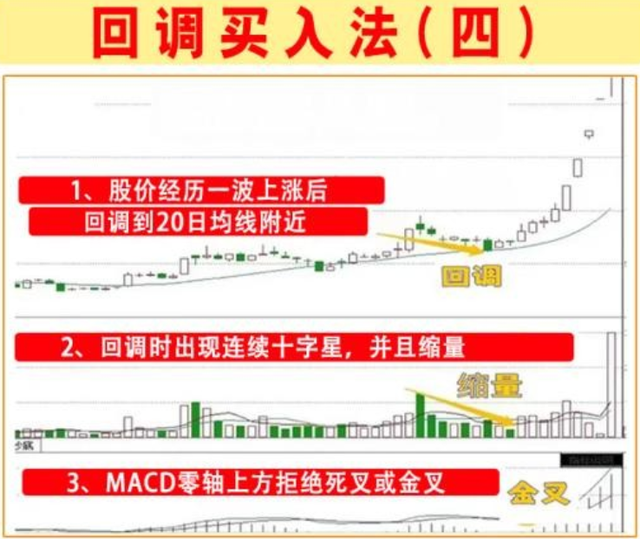 回调买入法(四)
1、股价经历一波上涨后
回调到20日均线附近
回调
2、回调时出现连续十字星，并且缩量
缩量
3、MACD零轴上方拒绝死叉或金叉
金叉